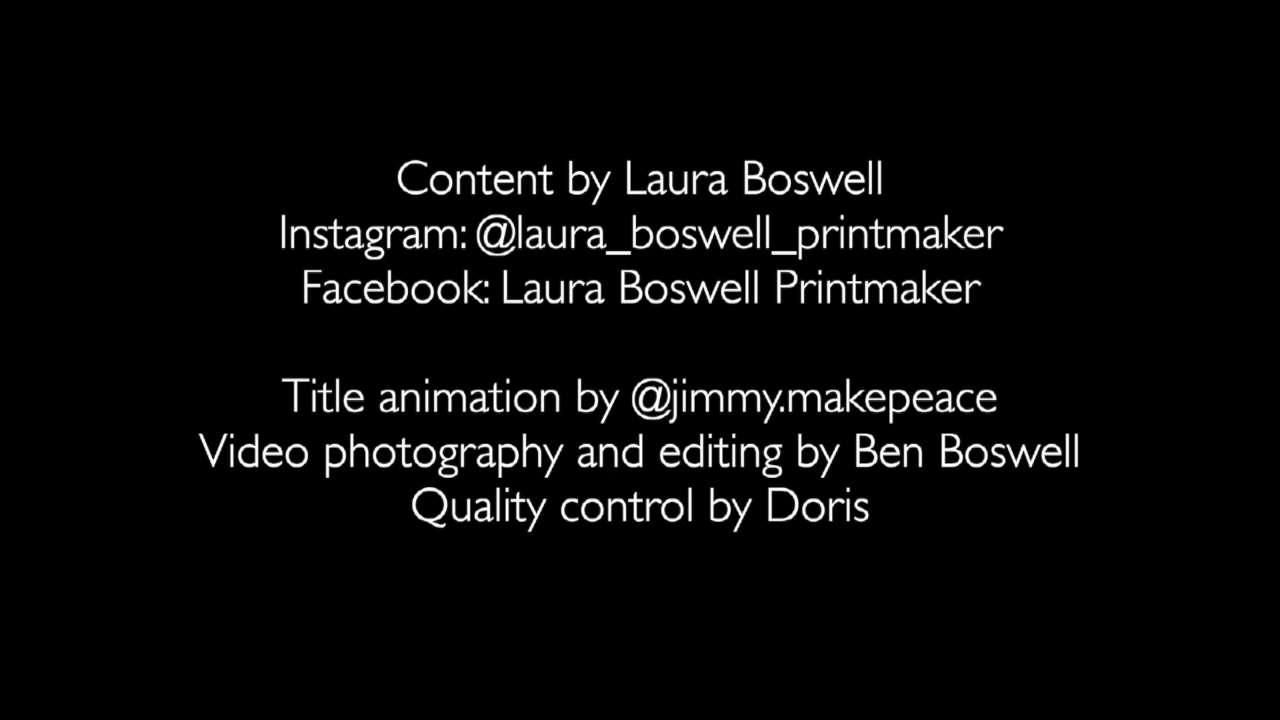 Content by Laura Boswell
Instagram: @laura_boswell_printmaker
Facebook: Laura Boswell Printmaker
Title animation by @jimmy.makepeace
Video photography and editing by Ben Boswell
Quality control by Doris